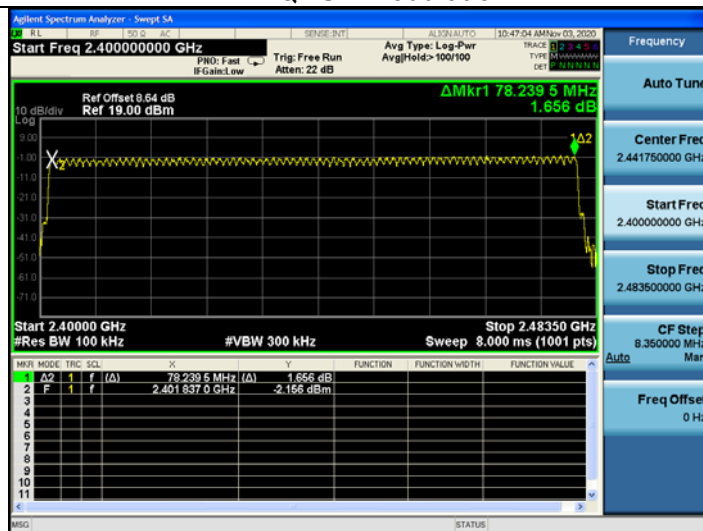 Agilent Spectrum Analyzer - Swept SA
RL RF 50 Ω AC SENSE:INT ALIGN AUTO 10:47:04 AM Nov 03, 2020
Start Freq 2.400000000 GHz
PNO: Fast
IFGain:Low
Trig: Free Run
Atten: 22 dB
Avg Type: Log-Pwr
Avg|Hold:> 100/100
TRACE 1 2 3 4 5 6
TYPE M
DET P N N N N N
ΔMkr1 78.239 5 MHz
1.656 dB
Ref Offset 8.64 dB
10 dB/div Ref 19.00 dBm
Log
9.00
-1.00
-11.0
-21.0
-31.0
-41.0
-51.0
-61.0
-71.0
X2
1Δ2
Start 2.40000 GHz Stop 2.48350 GHz
#Res BW 100 kHz #VBW 300 kHz Sweep 8.000 ms (1001 pts)
MKR MODE TRC SCL X Y FUNCTION FUNCTION WIDTH FUNCTION VALUE
1 Δ2 1 f (Δ) 78.239 5 MHz (Δ) 1.656 dB
2 F 1 f 2.401 837 0 GHz -2.156 dBm
3
4
5
6
7
8
9
10
11
MSG STATUS
Frequency
Auto Tune
Center Freq
2.441750000 GHz
Start Freq
2.400000000 GHz
Stop Freq
2.483500000 GHz
CF Step
8.350000 MHz
Auto Man
Freq Offset
0 Hz